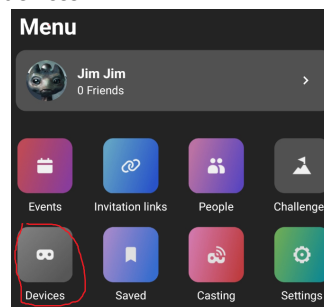 Menu
Jim Jim
0 Friends
Events Invitation links People Challenge
Devices Saved Casting Settings